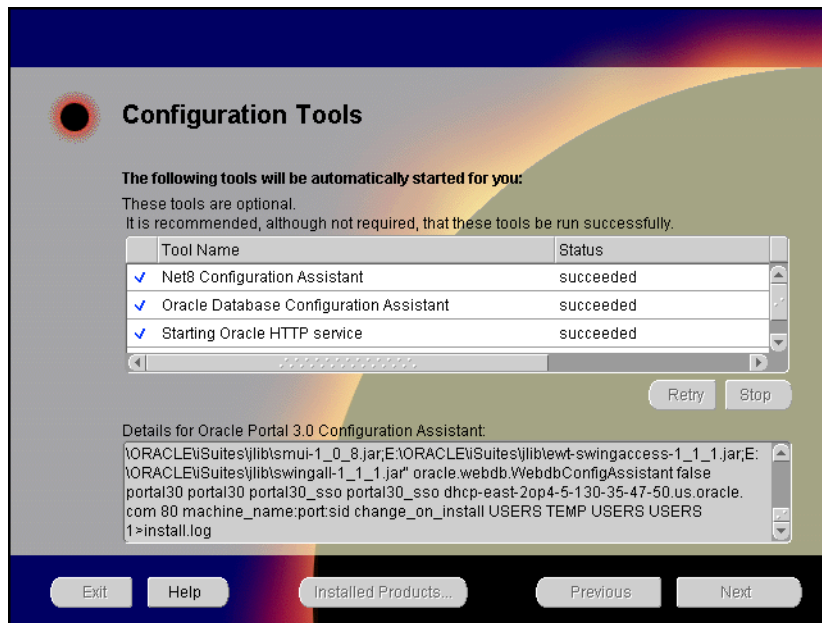 Configuration Tools
The following tools will be automatically started for you:
These tools are optional.
It is recommended, although not required, that these tools be run successfully.
Tool Name Status
Net8 Configuration Assistant succeeded
Oracle Database Configuration Assistant succeeded
Starting Oracle HTTP service succeeded
Retry Stop
Details for Oracle Portal 3.0 Configuration Assistant:
\ORACLE\iSuites\jlib\smui-1_0_8.jar;E:\ORACLE\iSuites\jlib\ewt-swingaccess-1_1_1.jar;E:
\ORACLE\iSuites\jlib\swingall-1_1_1.jar" oracle.webdb.WebdbConfigAssistant false
portal30 portal30 portal30_sso portal30_sso dhcp-east-2op4-5-130-35-47-50.us.oracle.
com 80 machine_name:port:sid change_on_install USERS TEMP USERS USERS
1>install.log
Exit Help Installed Products... Previous Next